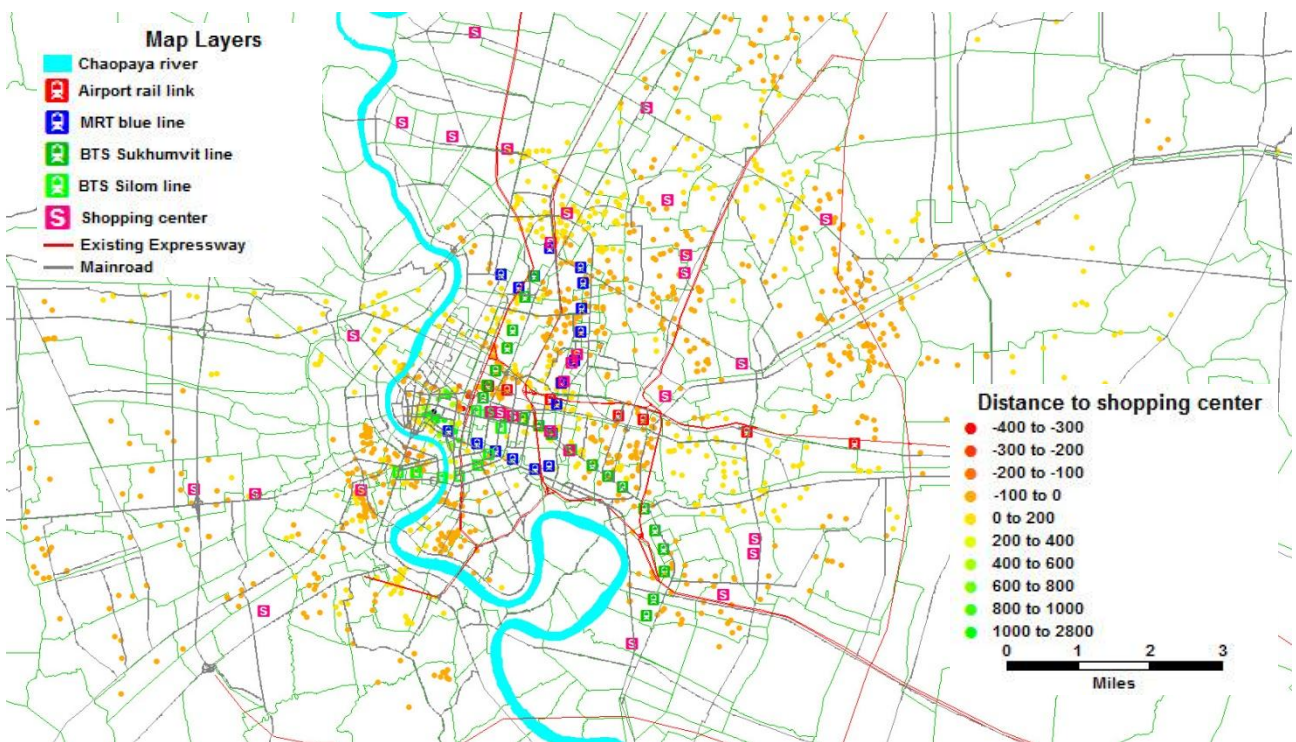 Map Layers
Chaopaya river
Airport rail link
MRT blue line
BTS Sukhumvit line
BTS Silom line
S Shopping center
Existing Expressway
Mainroad
Distance to shopping center
-400 to -300
-300 to -200
-200 to -100
-100 to 0
0 to 200
200 to 400
400 to 600
600 to 800
800 to 1000
1000 to 2800
0 1 2 3
Miles